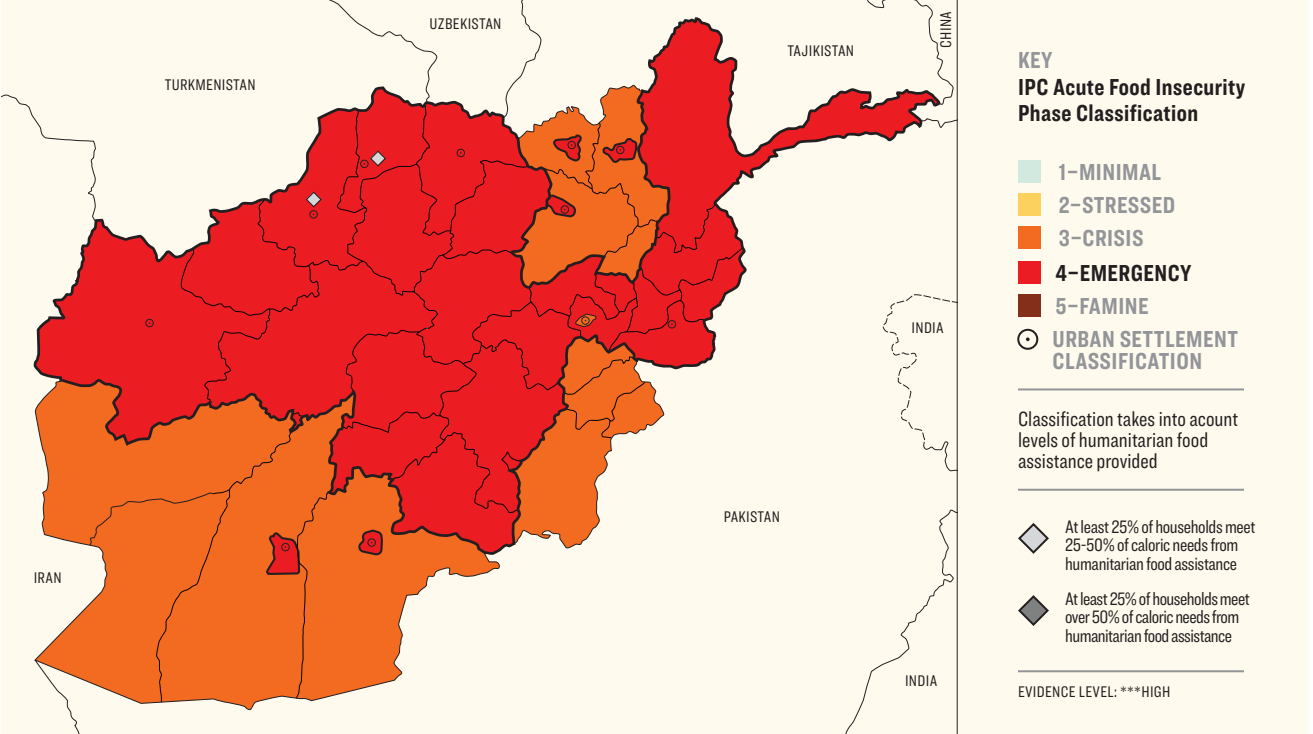 UZBEKISTAN
CHINA
TAJIKISTAN
TURKMENISTAN
INDIA
PAKISTAN
IRAN
INDIA
KEY
IPC Acute Food Insecurity
Phase Classification
1–MINIMAL
2–STRESSED
3–CRISIS
4–EMERGENCY
5–FAMINE
URBAN SETTLEMENT
CLASSIFICATION
Classification takes into acount
levels of humanitarian food
assistance provided
At least 25% of households meet
25-50% of caloric needs from
humanitarian food assistance
At least 25% of households meet
over 50% of caloric needs from
humanitarian food assistance
EVIDENCE LEVEL: ***HIGH